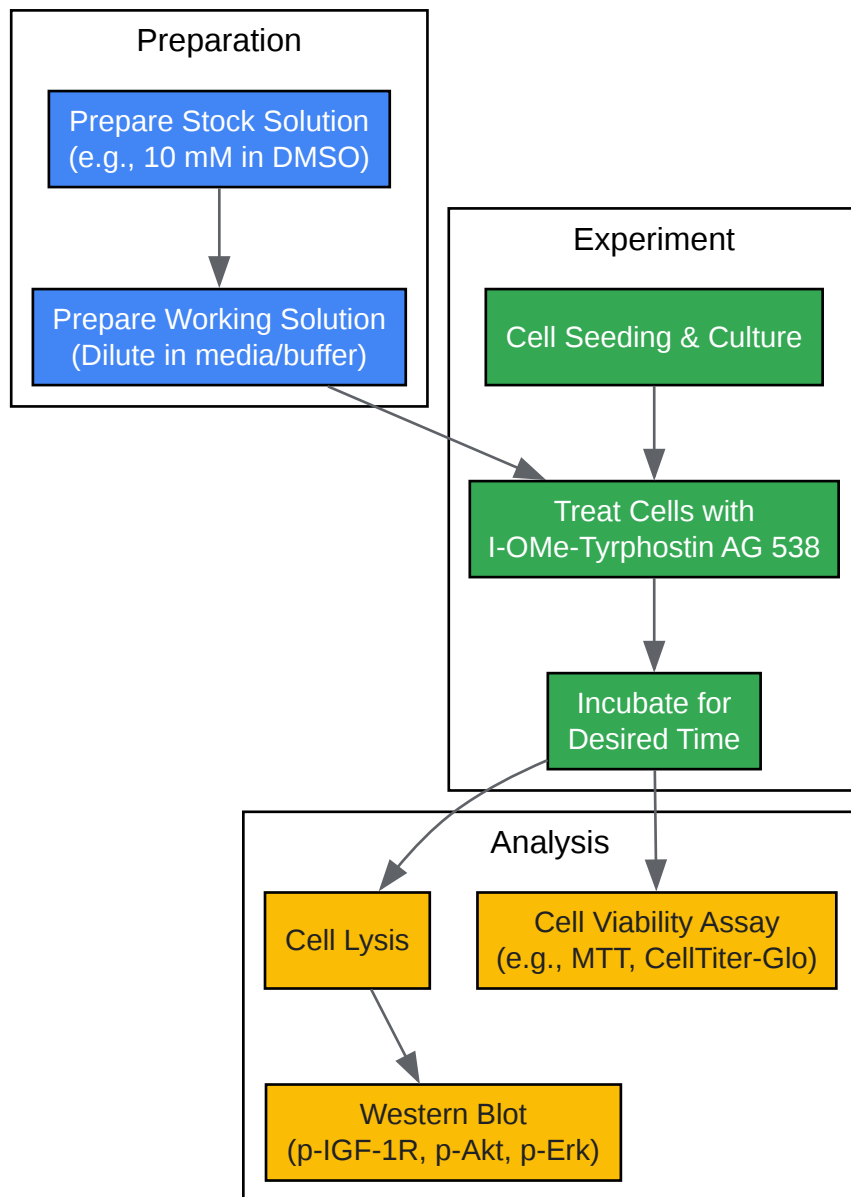 Preparation
Prepare Stock Solution
(e.g., 10 mM in DMSO)
Prepare Working Solution
(Dilute in media/buffer)
Experiment
Cell Seeding & Culture
Treat Cells with
I-OMe-Tyrphostin AG 538
Incubate for
Desired Time
Analysis
Cell Lysis
Cell Viability Assay
(e.g., MTT, CellTiter-Glo)
Western Blot
(p-IGF-1R, p-Akt, p-Erk)